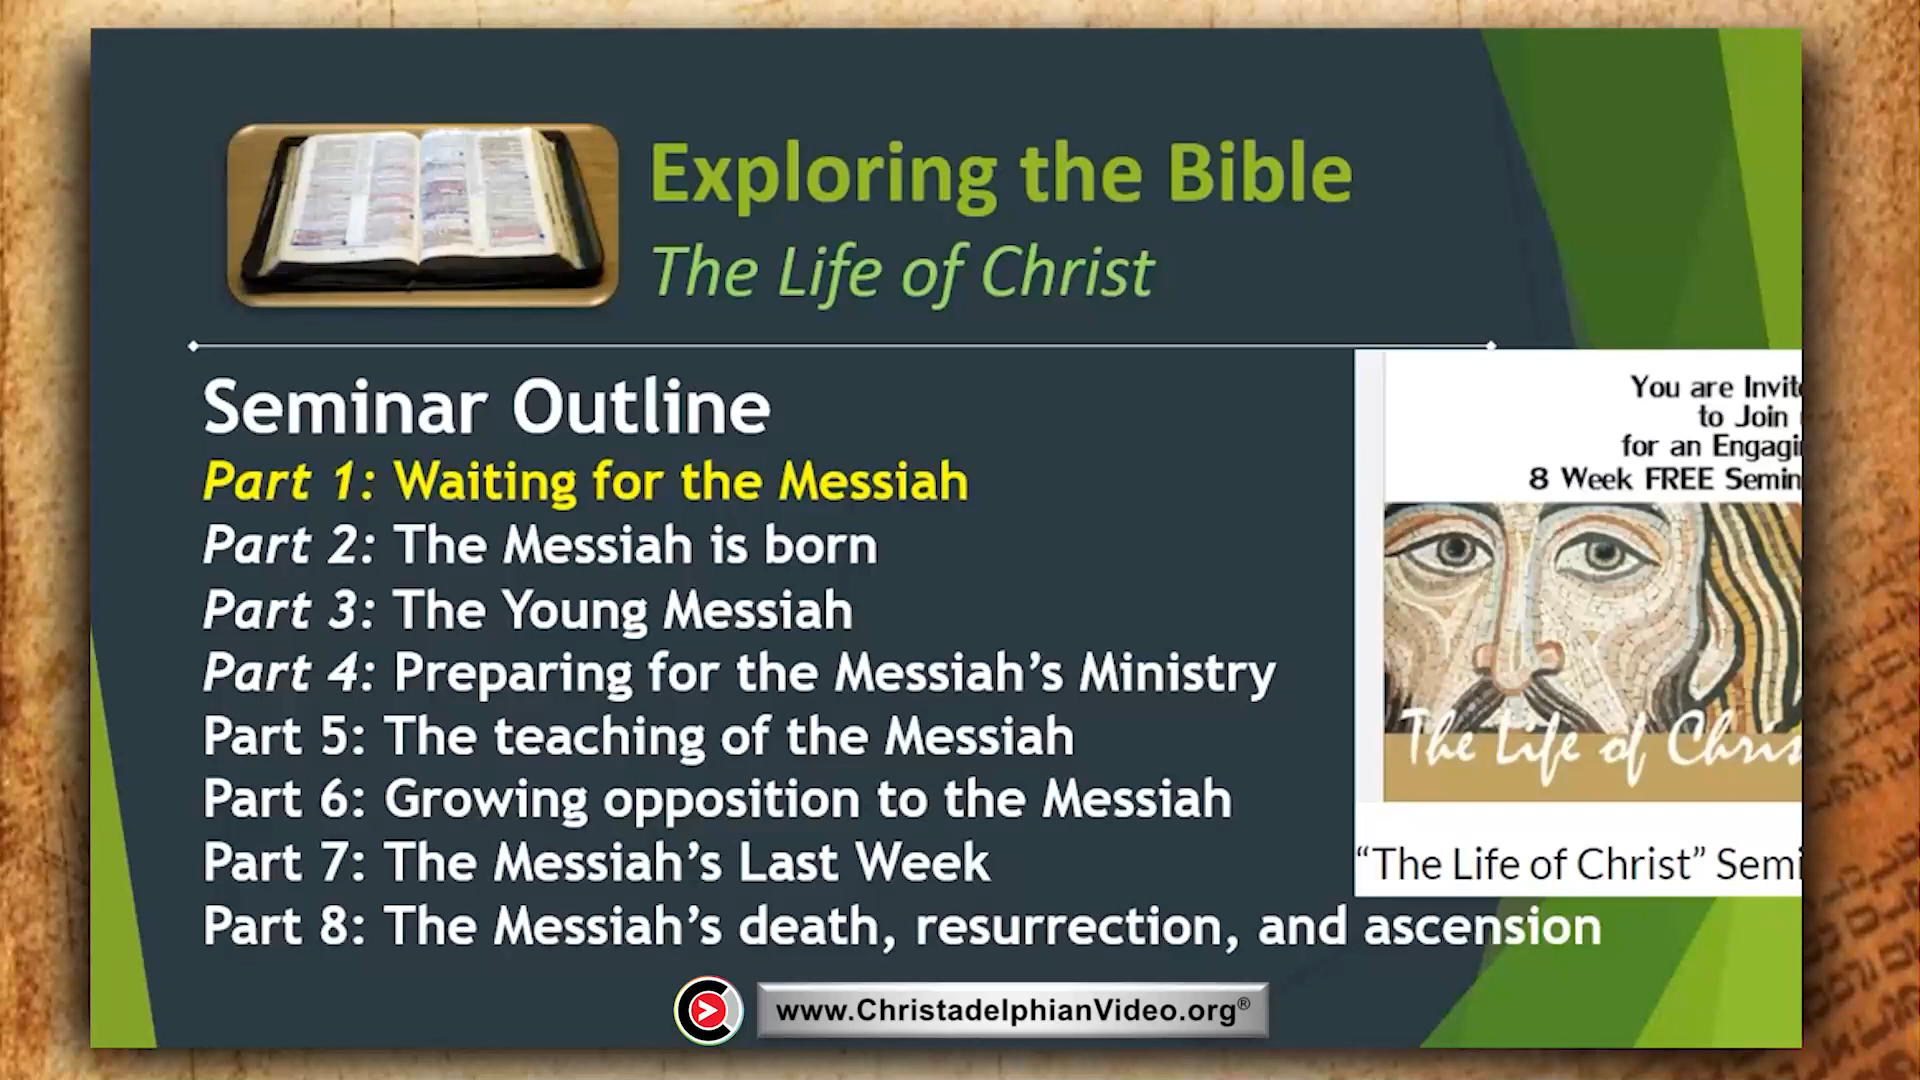 Exploring the Bible
The Life of Christ
Seminar Outline
Part 1: Waiting for the Messiah
Part 2: The Messiah is born
Part 3: The Young Messiah
Part 4: Preparing for the Messiah’s Ministry
Part 5: The teaching of the Messiah
Part 6: Growing opposition to the Messiah
Part 7: The Messiah’s Last Week
Part 8: The Messiah’s death, resurrection, and ascension
You are Invit
to Join
for an Engagi
8 Week FREE Semin
The Life of Chris
“The Life of Christ” Semi
www.ChristadelphianVideo.org®